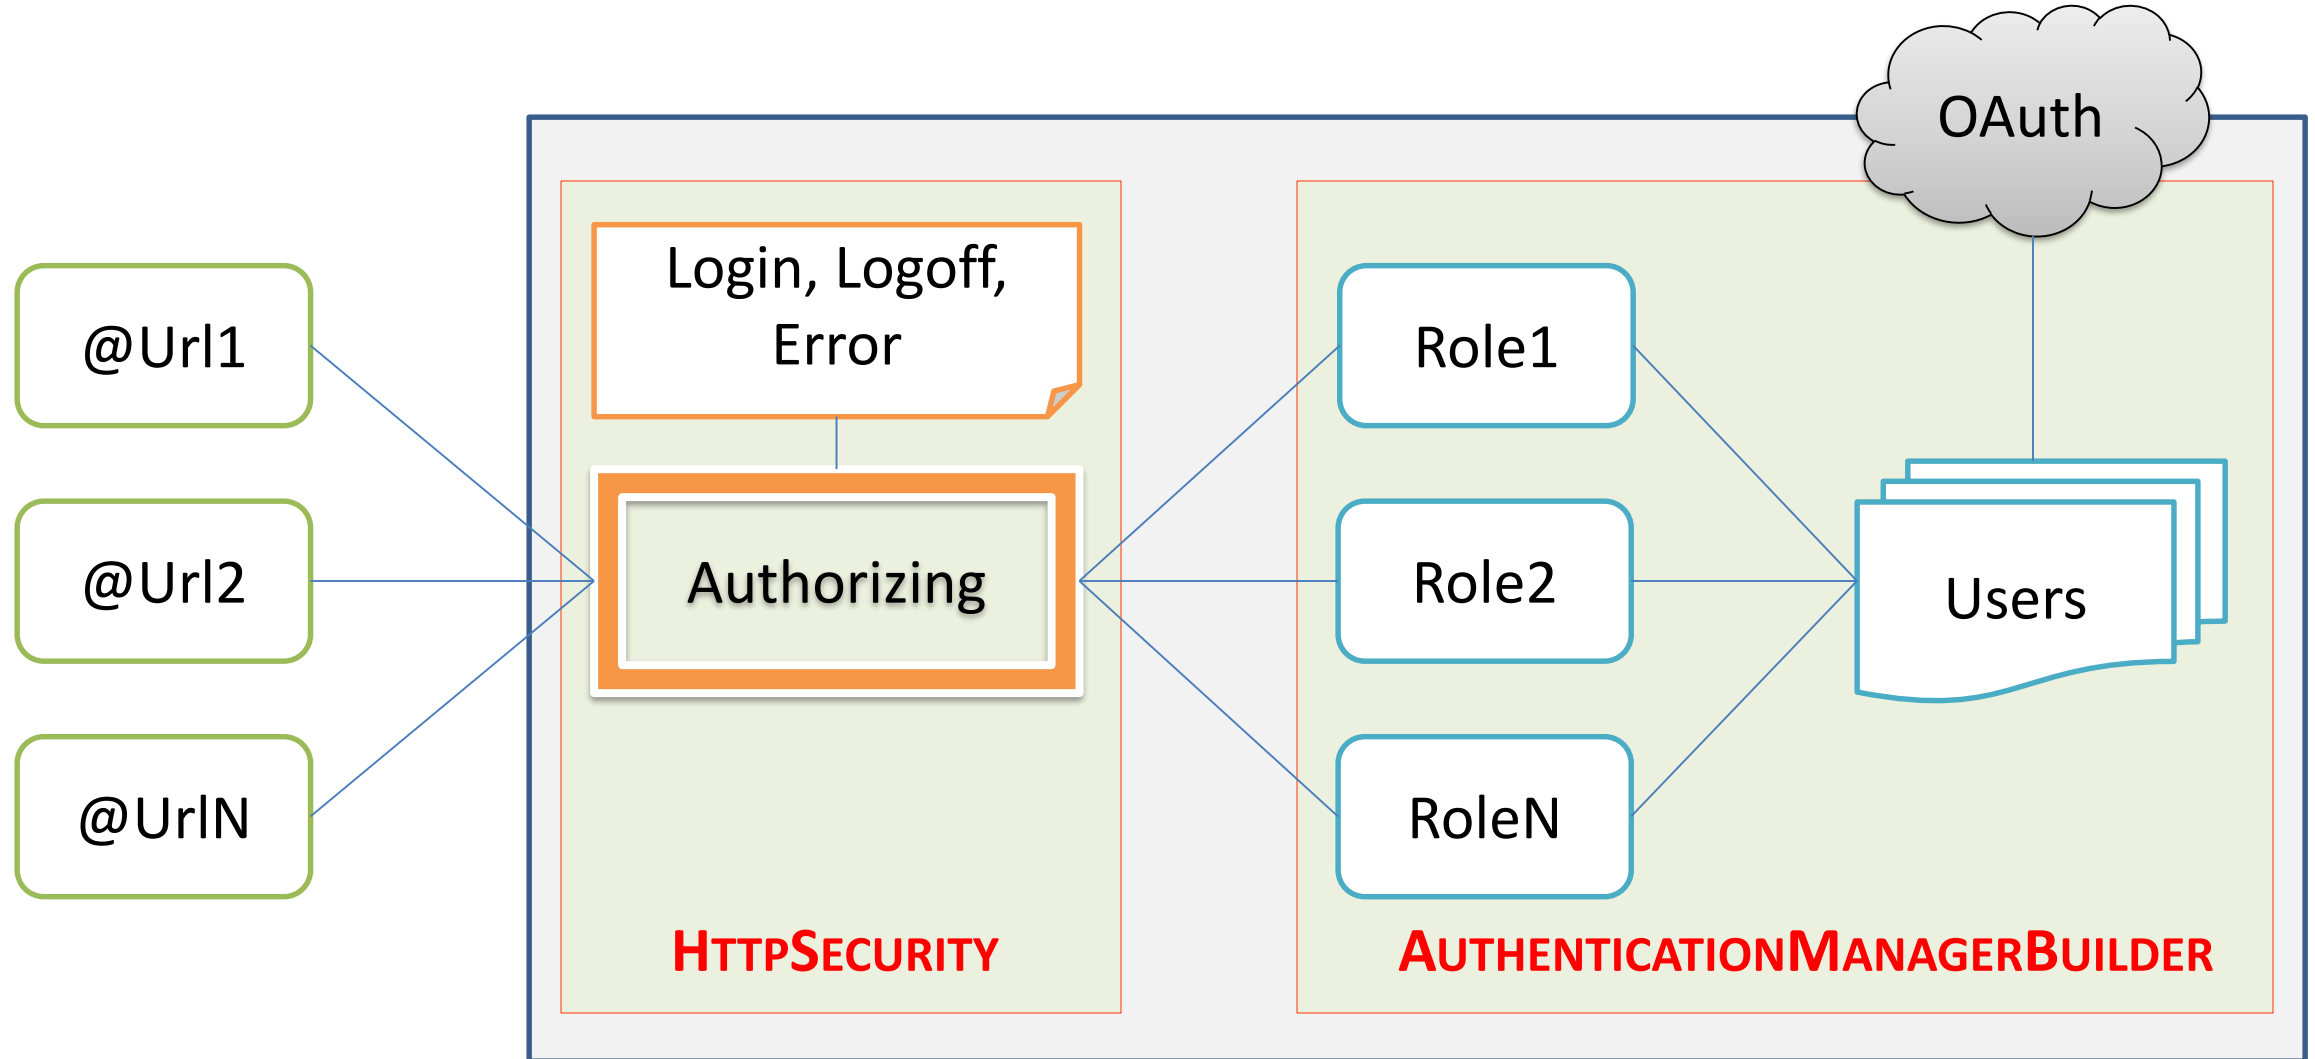 OAuth
Login, Logoff,
Error
@Url1
Role1
@Url2
Authorizing
Role2
Users
@UrlN
RoleN
HttpSecurity
AuthenticationManagerBuilder